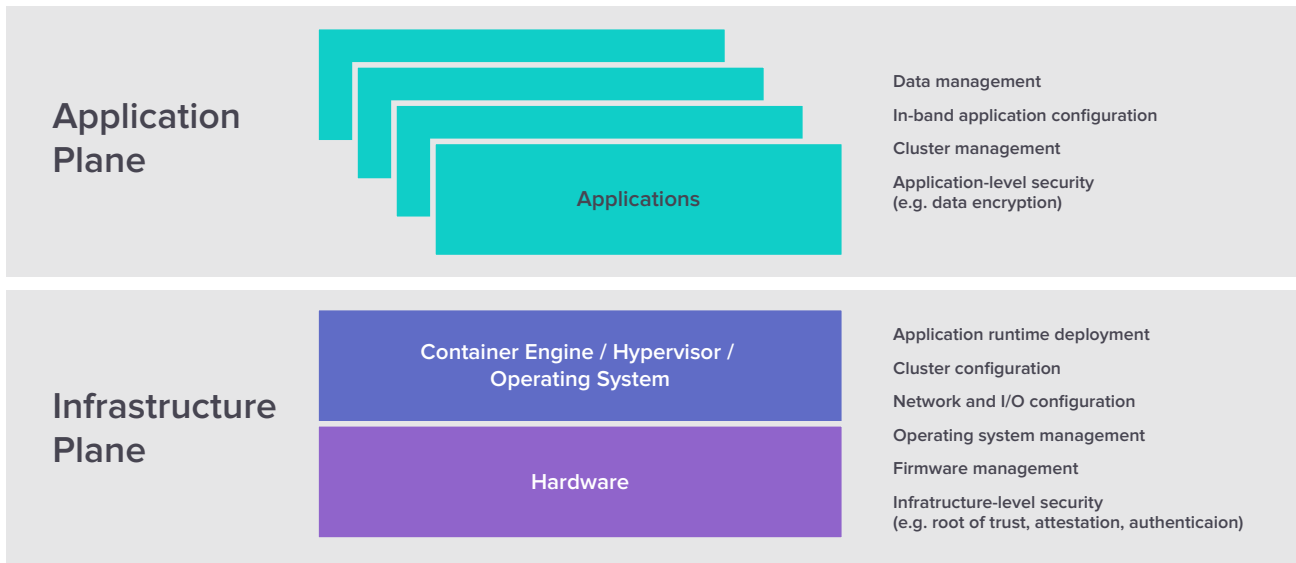 Application
Plane
Applications
Data management
In-band application configuration
Cluster management
Application-level security
(e.g. data encryption)
Infrastructure
Plane
Container Engine / Hypervisor /
Operating System
Hardware
Application runtime deployment
Cluster configuration
Network and I/O configuration
Operating system management
Firmware management
Infratructure-level security
(e.g. root of trust, attestation, authenticaion)